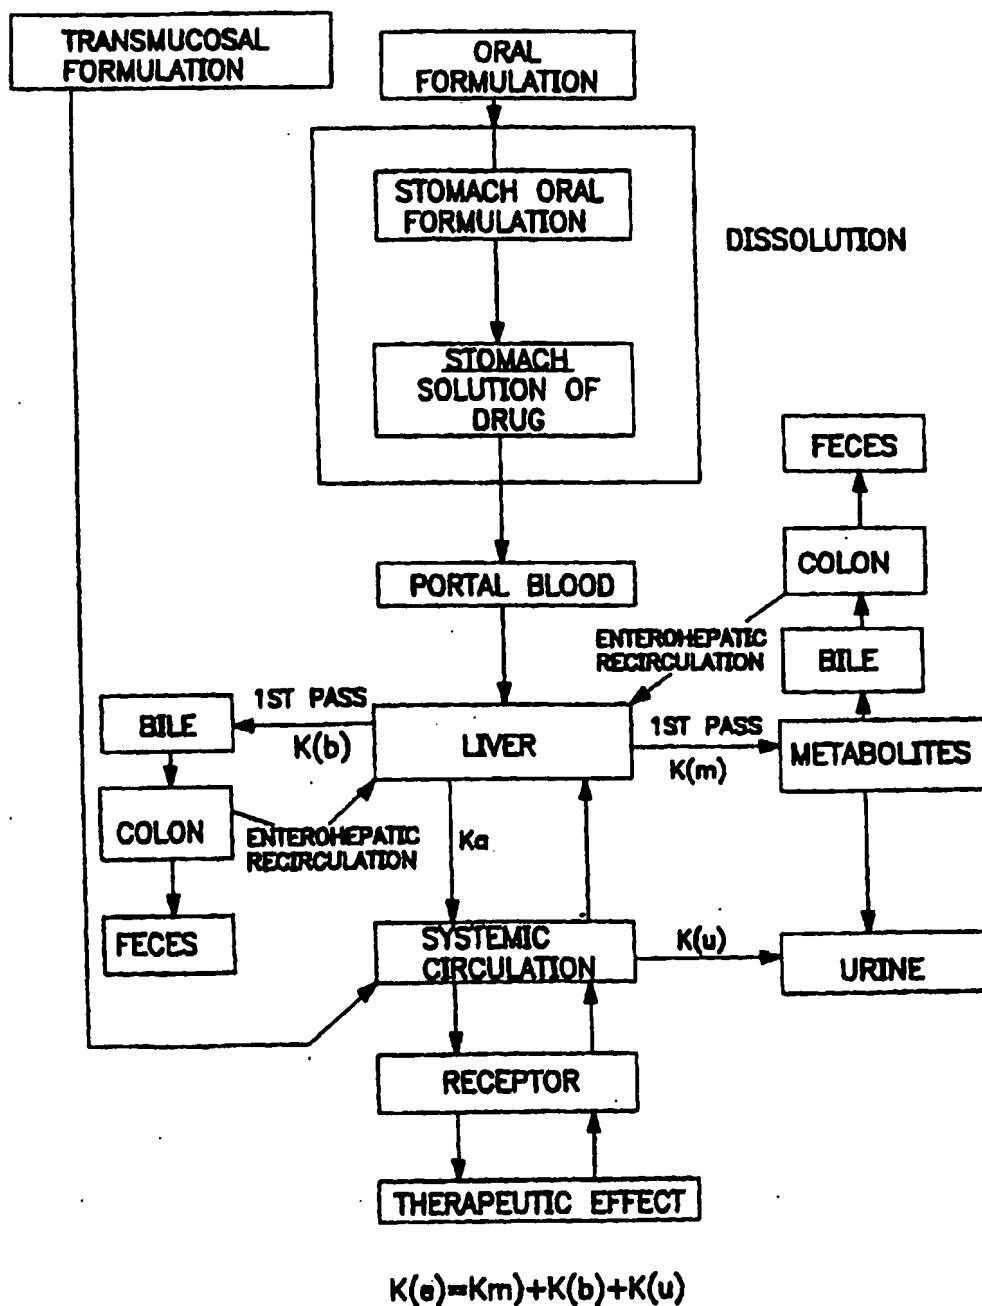 TRANSMUCOSAL
FORMULATION
ORAL
FORMULATION
STOMACH ORAL
FORMULATION
DISSOLUTION
STOMACH
SOLUTION OF
DRUG
FECES
COLON
PORTAL BLOOD
ENTEROHEPATIC
RECIRCULATION
BILE
BILE
1ST PASS
K(b)
LIVER
1ST PASS
K(m)
METABOLITES
COLON
ENTEROHEPATIC
RECIRCULATION
Ka
FECES
SYSTEMIC
CIRCULATION
K(u)
URINE
RECEPTOR
THERAPEUTIC EFFECT
K(e)=Km)+K(b)+K(u)